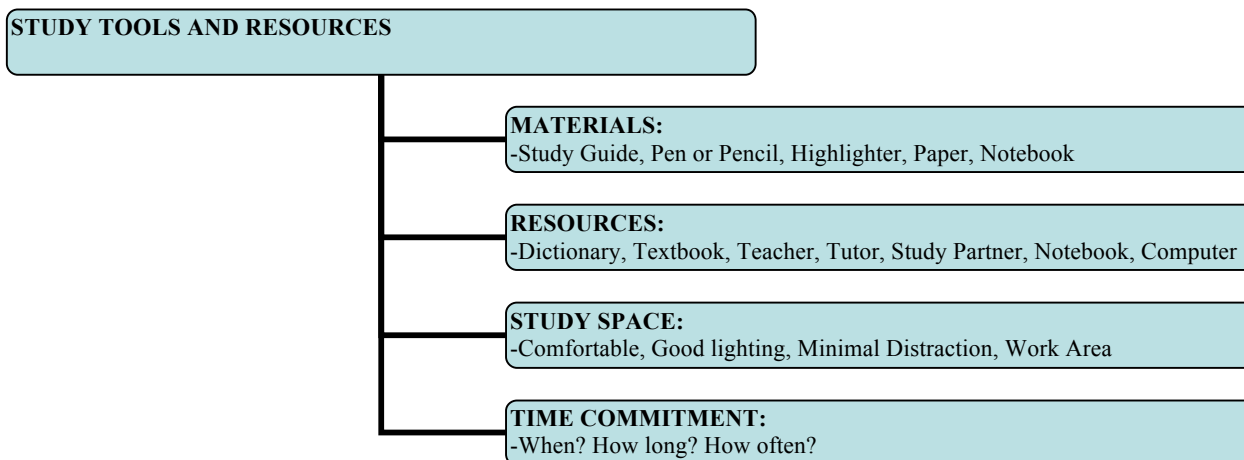 STUDY TOOLS AND RESOURCES
MATERIALS:
-Study Guide, Pen or Pencil, Highlighter, Paper, Notebook
RESOURCES:
-Dictionary, Textbook, Teacher, Tutor, Study Partner, Notebook, Computer
STUDY SPACE:
-Comfortable, Good lighting, Minimal Distraction, Work Area
TIME COMMITMENT:
-When? How long? How often?